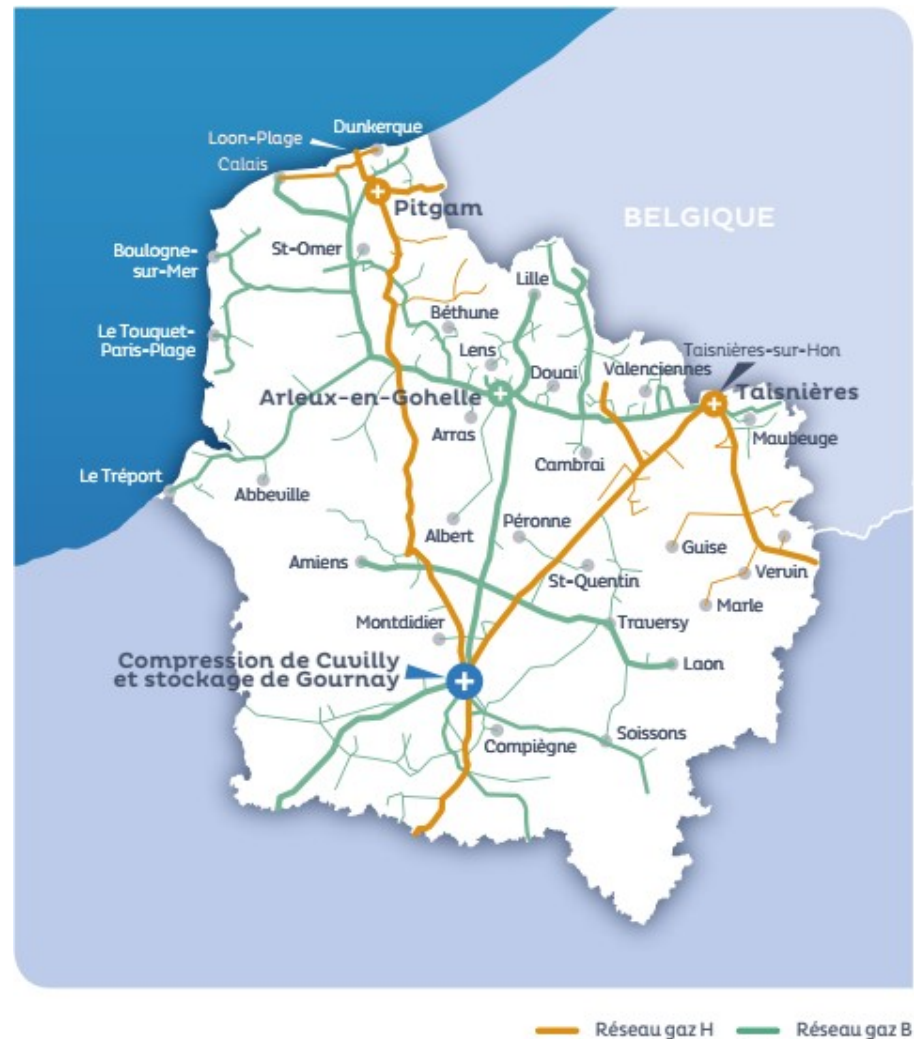 Dunkerque
Loon-Plage
Calais
Pitgam
BELGIQUE
Boulogne-
sur-Mer
St-Omer
Lille
Béthune
Le Touquet-
Paris-Plage
Lens
Douai
Valenciennes
Taisnières-sur-Hon
Arleux-en-Gohelle
Taisnières
Arras
Maubeuge
Cambrai
Le Tréport
Abbeville
Albert
Péronne
Guise
Amiens
St-Quentin
Vervin
Marle
Montdidier
Traversy
Compression de Cuvilly
et stockage de Gournay
Laon
Compiègne
Soissons
Réseau gaz H
Réseau gaz B